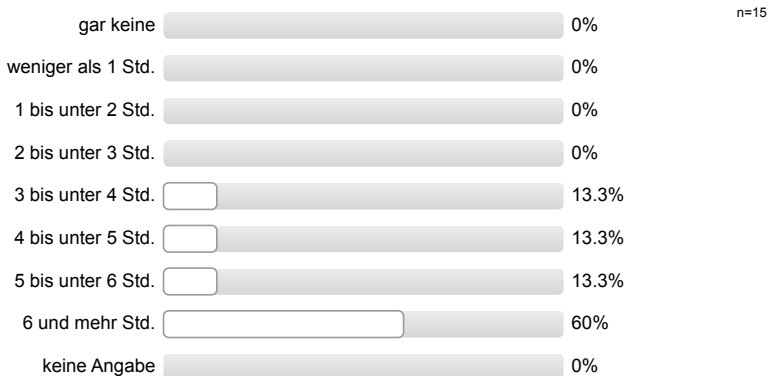 n=15
gar keine 0%
weniger als 1 Std. 0%
1 bis unter 2 Std. 0%
2 bis unter 3 Std. 0%
3 bis unter 4 Std. 13.3%
4 bis unter 5 Std. 13.3%
5 bis unter 6 Std. 13.3%
6 und mehr Std. 60%
keine Angabe 0%